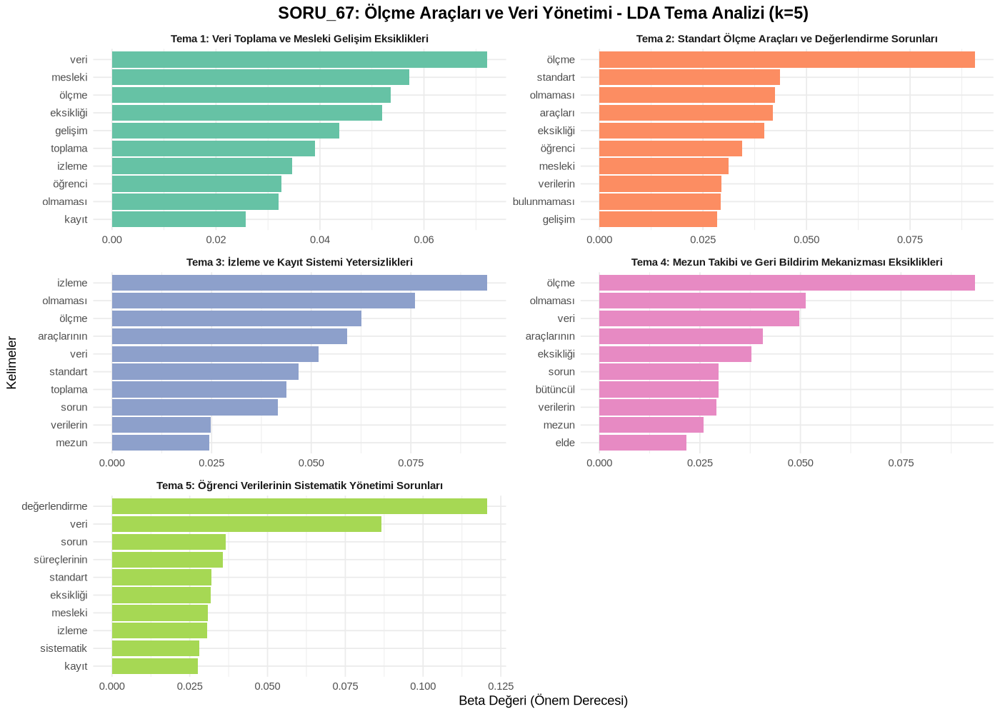 SORU_67: Ölçme Araçları ve Veri Yönetimi - LDA Tema Analizi (k=5)
Tema 1: Veri Toplama ve Mesleki Gelişim Eksiklikleri
veri
mesleki
ölçme
eksikliği
gelişim
toplama
izleme
öğrenci
olmaması
kayıt
0.00 0.02 0.04 0.06
Tema 2: Standart Ölçme Araçları ve Değerlendirme Sorunları
ölçme
standart
olmaması
araçları
eksikliği
öğrenci
mesleki
verilerin
bulunmaması
gelişim
0.000 0.025 0.050 0.075
Tema 3: İzleme ve Kayıt Sistemi Yetersizlikleri
izleme
olmaması
ölçme
araçlarının
veri
standart
toplama
sorun
verilerin
mezun
0.000 0.025 0.050 0.075
Tema 4: Mezun Takibi ve Geri Bildirim Mekanizması Eksiklikleri
ölçme
olmaması
veri
araçlarının
eksikliği
sorun
bütüncül
verilerin
mezun
elde
0.000 0.025 0.050 0.075
Tema 5: Öğrenci Verilerinin Sistematik Yönetimi Sorunları
değerlendirme
veri
sorun
süreçlerinin
standart
eksikliği
mesleki
izleme
sistematik
kayıt
0.000 0.025 0.050 0.075 0.100 0.125
Kelimeler
Beta Değeri (Önem Derecesi)